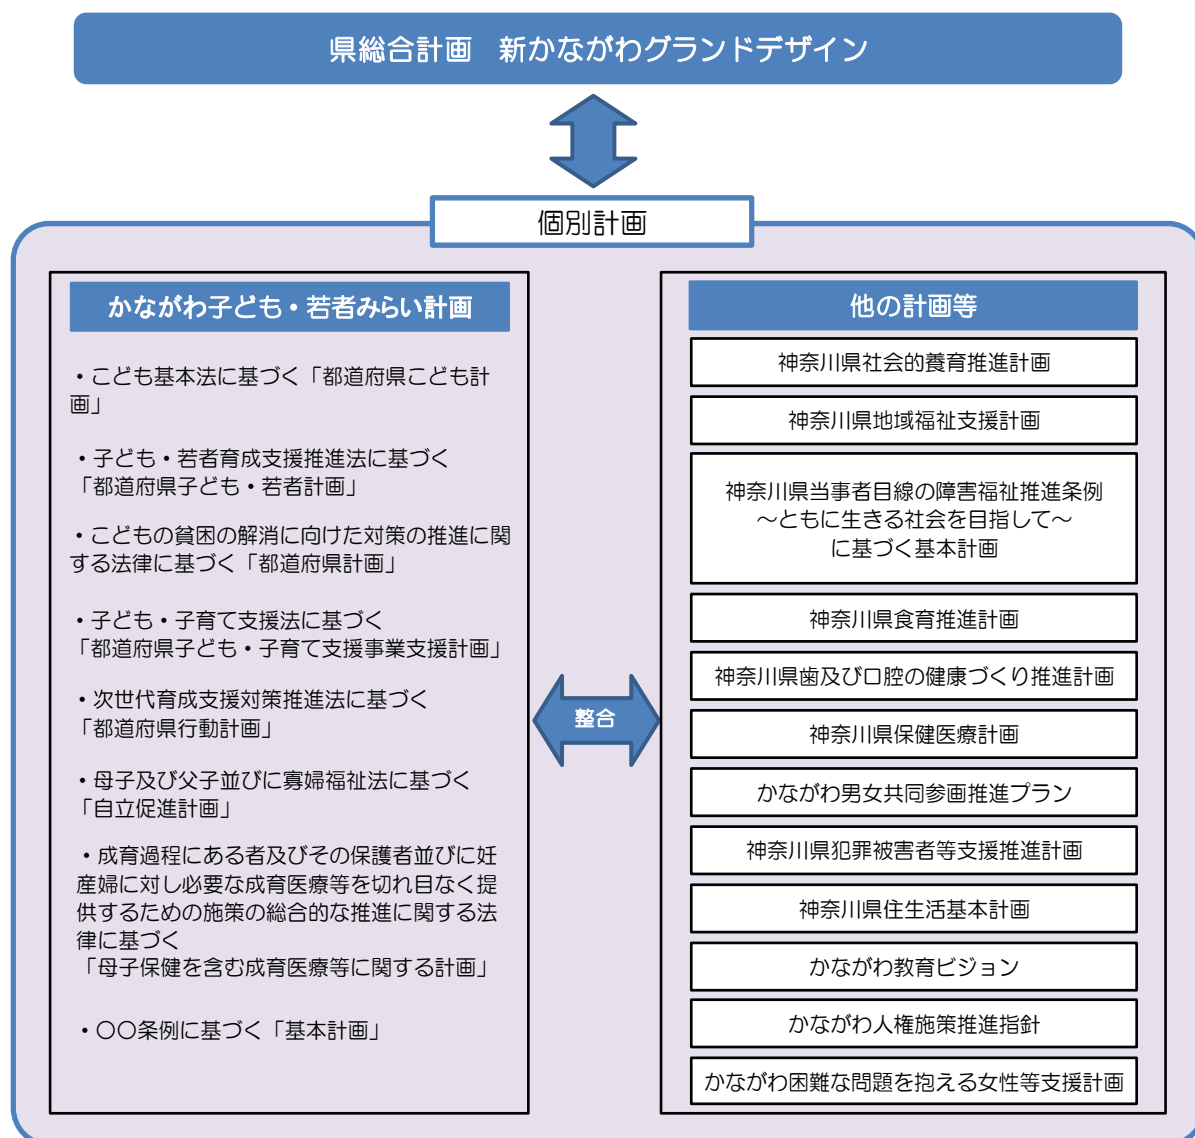 県総合計画　新かながわグランドデザイン
個別計画
かながわ子ども・若者みらい計画
・こども基本法に基づく「都道府県こども計
画」
・子ども・若者育成支援推進法に基づく
「都道府県子ども・若者計画」
・こどもの貧困の解消に向けた対策の推進に関
する法律に基づく「都道府県計画」
・子ども・子育て支援法に基づく
「都道府県子ども・子育て支援事業支援計画」
・次世代育成支援対策推進法に基づく
「都道府県行動計画」
・母子及び父子並びに寡婦福祉法に基づく
「自立促進計画」
・成育過程にある者及びその保護者並びに妊
産婦に対し必要な成育医療等を切れ目なく提
供するための施策の総合的な推進に関する法
律に基づく
「母子保健を含む成育医療等に関する計画」
・〇〇条例に基づく「基本計画」
整合
他の計画等
神奈川県社会的養育推進計画
神奈川県地域福祉支援計画
神奈川県当事者目線の障害福祉推進条例
～ともに生きる社会を目指して～
に基づく基本計画
神奈川県食育推進計画
神奈川県歯及び口腔の健康づくり推進計画
神奈川県保健医療計画
かながわ男女共同参画推進プラン
神奈川県犯罪被害者等支援推進計画
神奈川県住生活基本計画
かながわ教育ビジョン
かながわ人権施策推進指針
かながわ困難な問題を抱える女性等支援計画